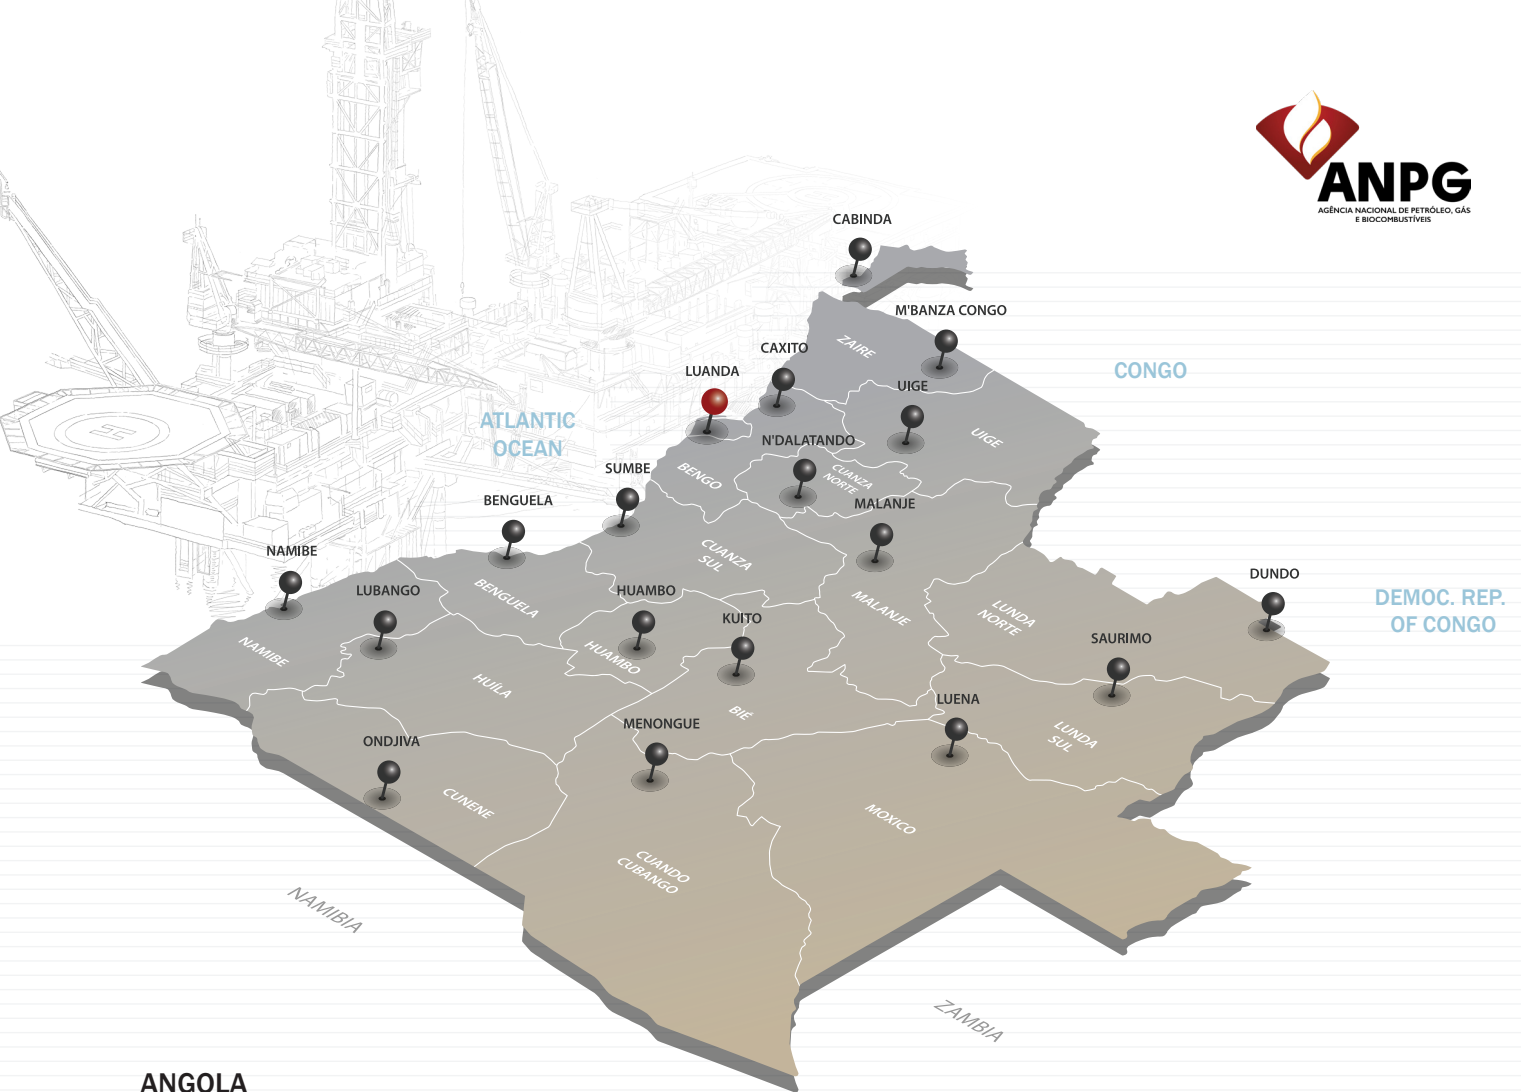 ANPG
AGÊNCIA NACIONAL DE PETRÓLEO, GÁS
E BIOCOMBUSTÍVEIS
CABINDA
M'BANZA CONGO
ZAIRE
CAXITO
CONGO
LUANDA
UIGE
ATLANTIC
OCEAN
UIGE
N'DALATANDO
SUMBE
BENGO
CUANZA
NORTE
BENGUELA
MALANJE
NAMIBE
CUANZA
SUL
DUNDO
LUBANGO
BENGUELA
HUAMBO
DEMOC. REP.
OF CONGO
MALANJE
LUNDA
NORTE
KUITO
SAURIMO
NAMIBE
HUAMBO
HUÍLA
LUENA
BIÉ
MENONGUE
LUNDA
SUL
ONDJIVA
CUNENE
MOXICO
CUANDO
CUBANGO
NAMIBIA
ZAMBIA
ANGOLA